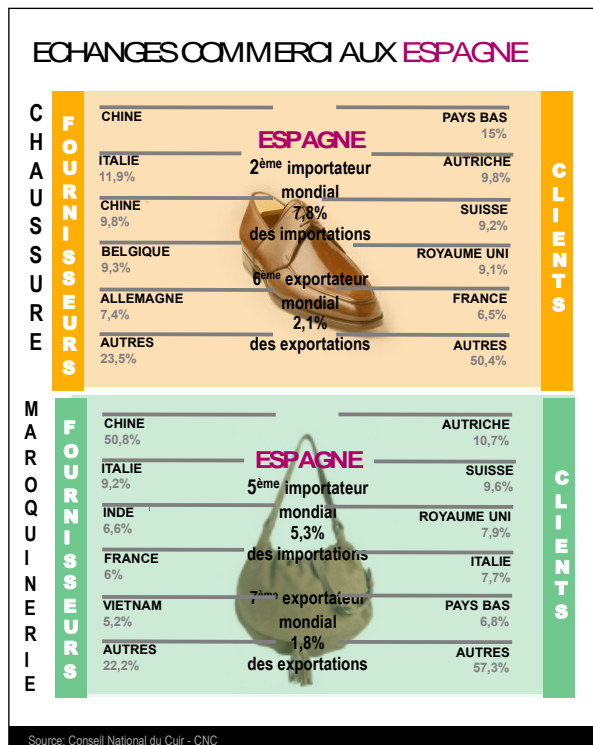 ECHANGES COMMERCIAUX ESPAGNE
CHAUSSURE
FOURNISSEURS
CHINE
ITALIE
11,9%
CHINE
9,8%
BELGIQUE
9,3%
ALLEMAGNE
7,4%
AUTRES
23,5%
ESPAGNE
2ème importateur
mondial
7,8%
des importations
6ème exportateur
mondial
2,1%
des exportations
PAYS BAS
15%
AUTRICHE
9,8%
SUISSE
9,2%
ROYAUME UNI
9,1%
FRANCE
6,5%
AUTRES
50,4%
CLIENTS
MAROQUINERIE
FOURNISSEURS
CHINE
50,8%
ITALIE
9,2%
INDE
6,6%
FRANCE
6%
VIETNAM
5,2%
AUTRES
22,2%
ESPAGNE
5ème importateur
mondial
5,3%
des importations
7ème exportateur
mondial
1,8%
des exportations
AUTRICHE
10,7%
SUISSE
9,6%
ROYAUME UNI
7,9%
ITALIE
7,7%
PAYS BAS
6,8%
AUTRES
57,3%
CLIENTS
Source: Conseil National du Cuir - CNC